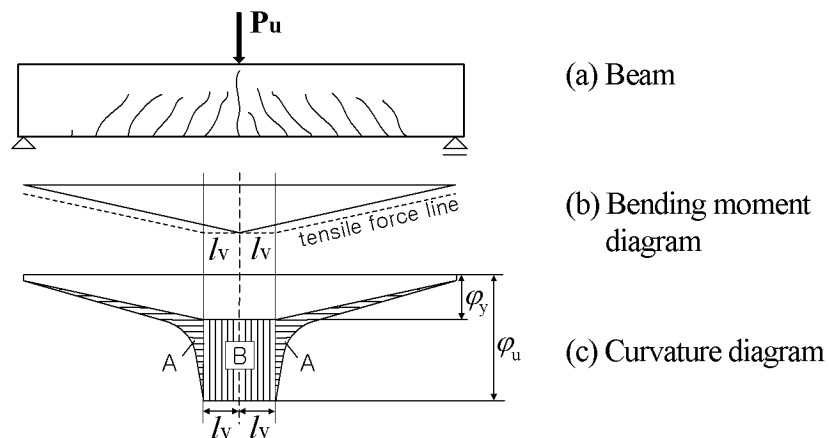 Pu
(a) Beam
tensile force line
lv lv
(b) Bending moment
diagram
φy
φu
A B A
(c) Curvature diagram
lv lv